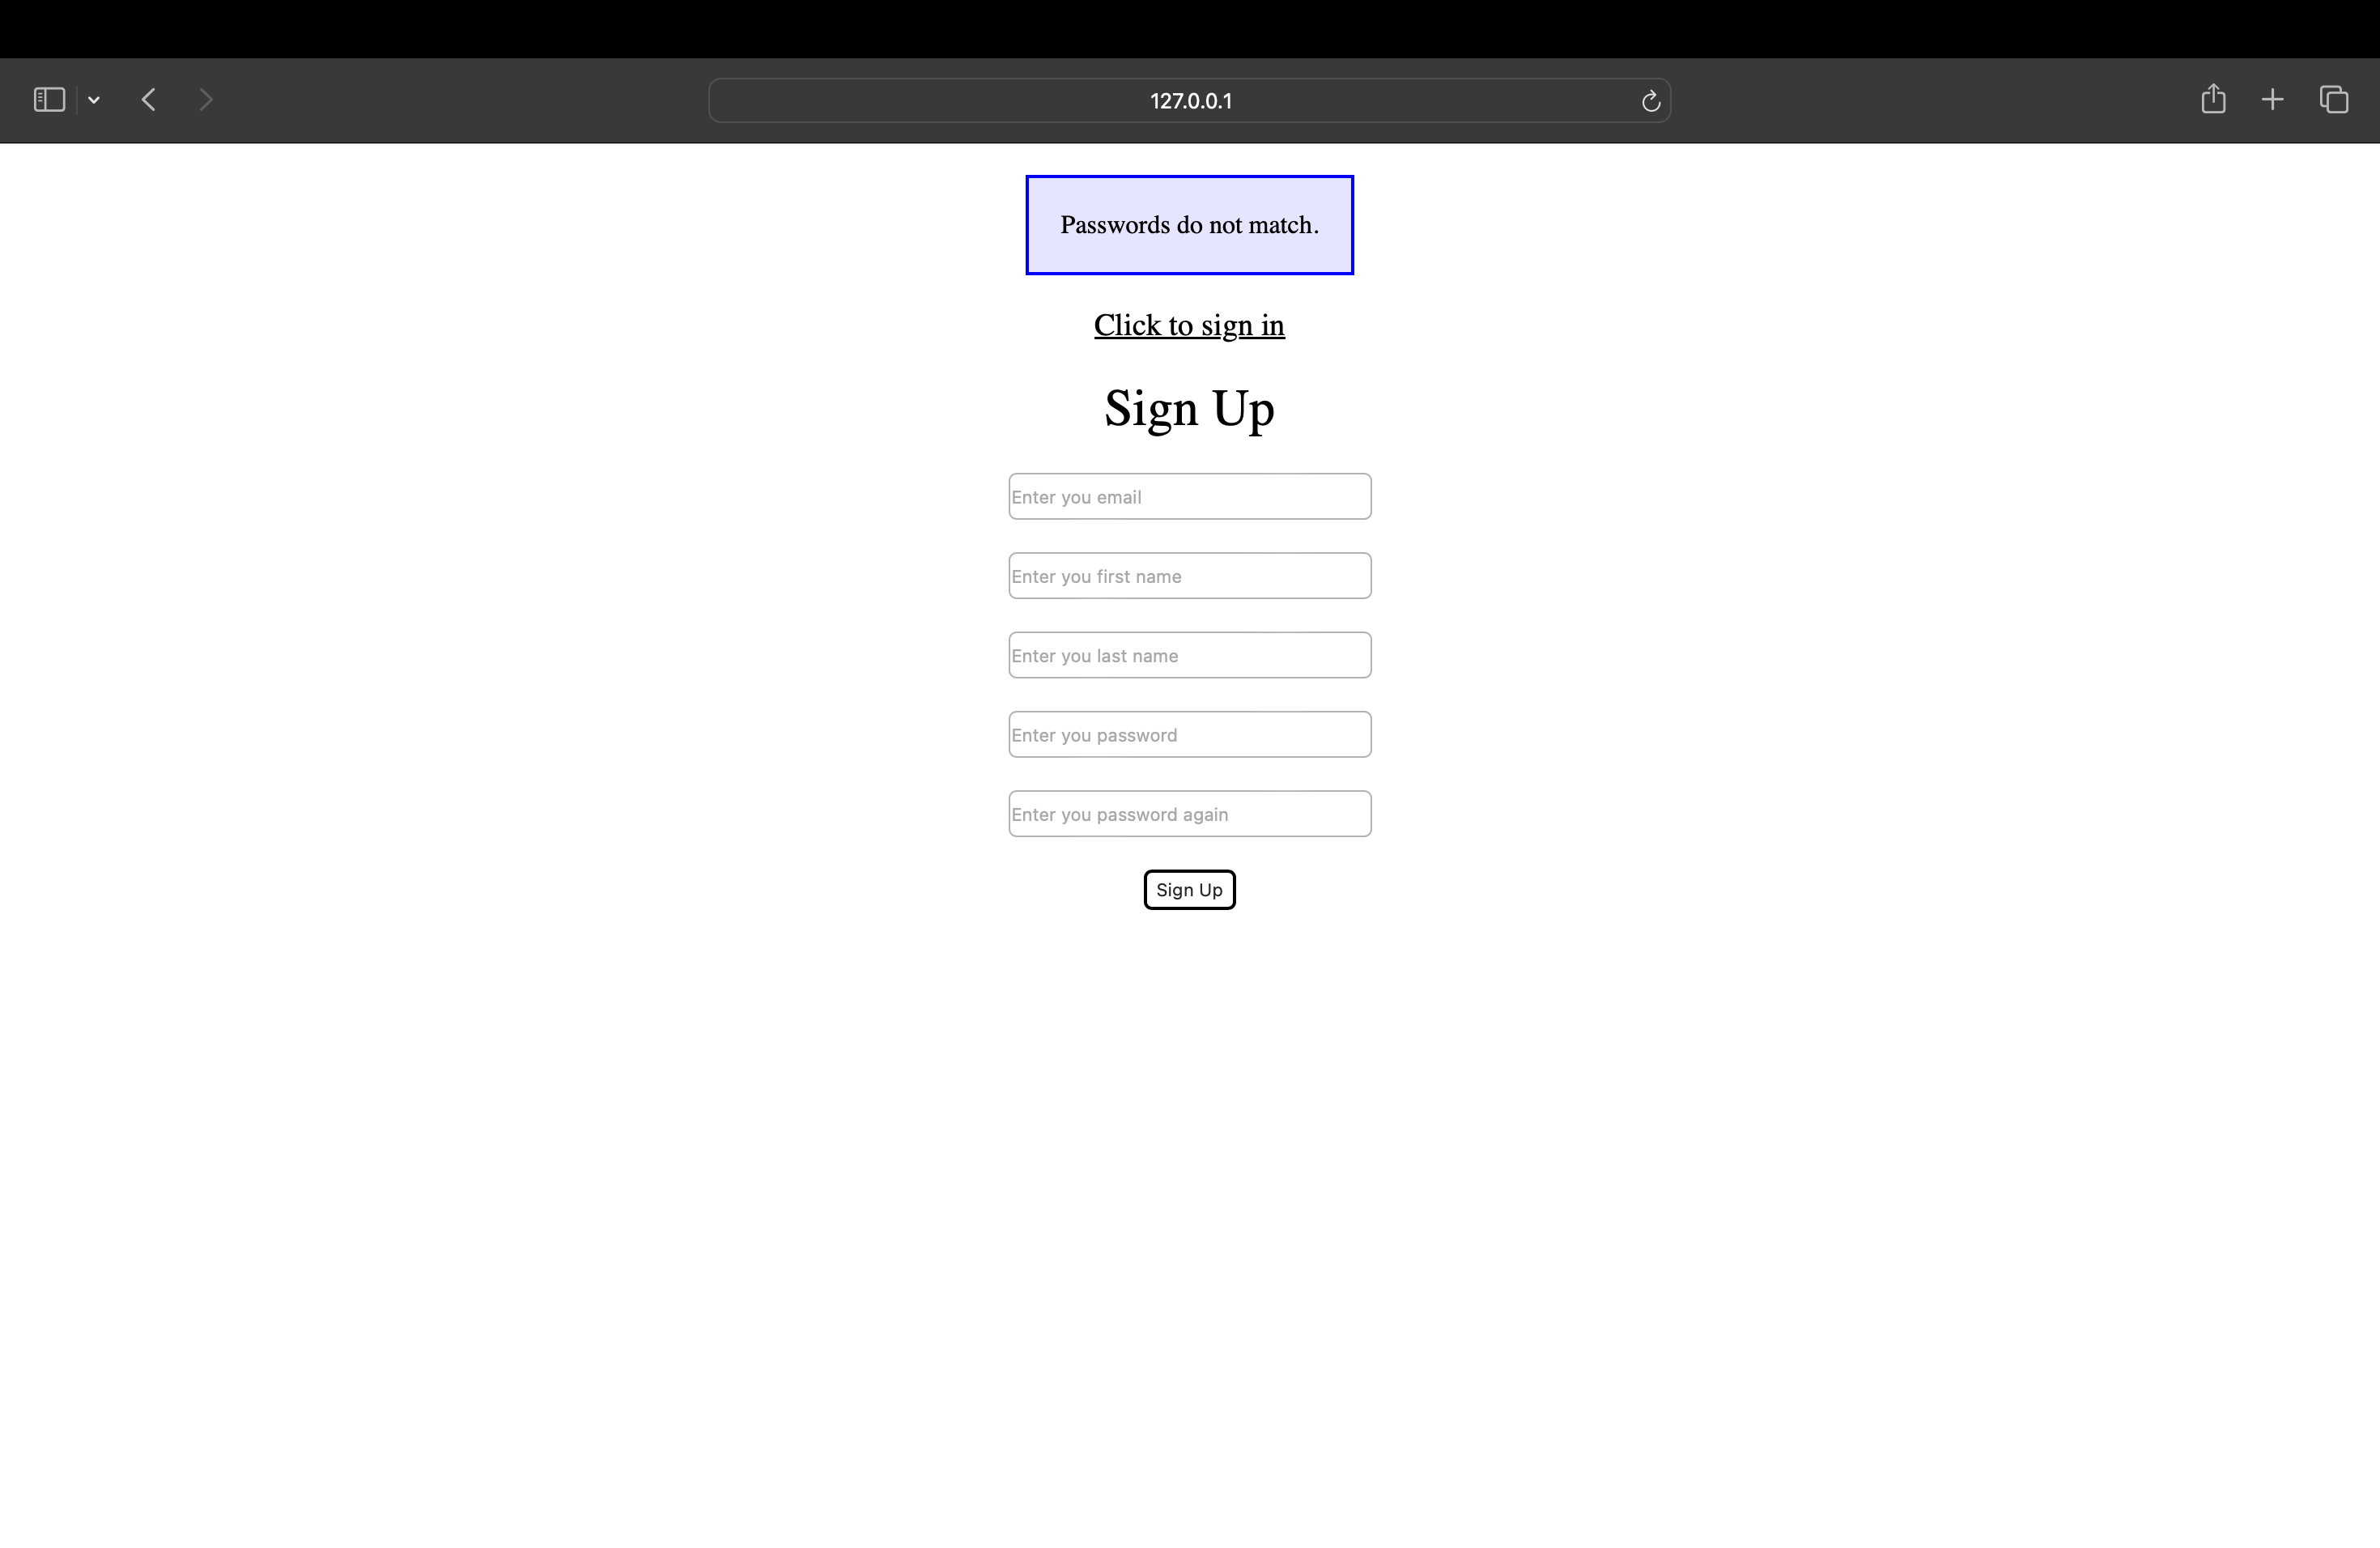 127.0.0.1
Passwords do not match.
Click to sign in
Sign Up
Enter you email
Enter you first name
Enter you last name
Enter you password
Enter you password again
Sign Up